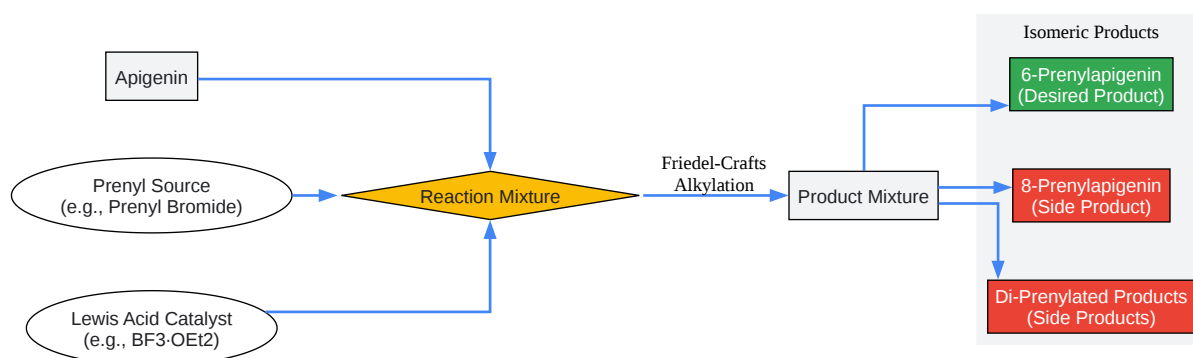 Apigenin
Prenyl Source
(e.g., Prenyl Bromide)
Lewis Acid Catalyst
(e.g., BF3·OEt2)
Reaction Mixture
Friedel-Crafts
Alkylation
Product Mixture
Isomeric Products
6-Prenylapigenin
(Desired Product)
8-Prenylapigenin
(Side Product)
Di-Prenylated Products
(Side Products)